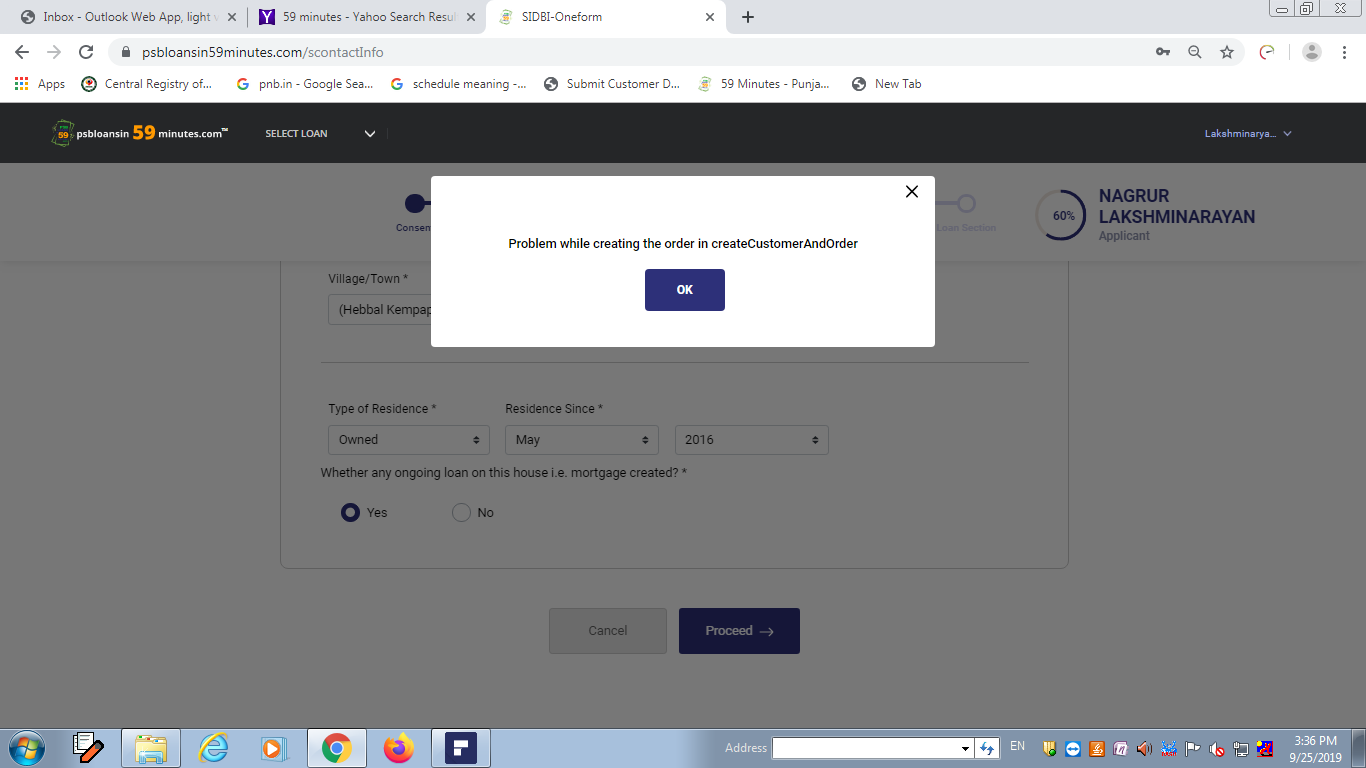 Inbox - Outlook Web App, light v
59 minutes - Yahoo Search Resul
SIDBI-Oneform
psbloansin59minutes.com/scontactInfo
Apps
Central Registry of...
pnb.in - Google Sea...
schedule meaning -...
Submit Customer D...
59 Minutes - Punja...
New Tab
psbloansin 59 minutes.com™
SELECT LOAN
Lakshminarya...
Consen
Loan Section
60%
NAGRUR
LAKSHMINARAYAN
Applicant
Problem while creating the order in createCustomerAndOrder
OK
Village/Town *
(Hebbal Kempap
Type of Residence *
Residence Since *
Owned
May
2016
Whether any ongoing loan on this house i.e. mortgage created? *
Yes
No
Cancel
Proceed
Address
EN
3:36 PM
9/25/2019